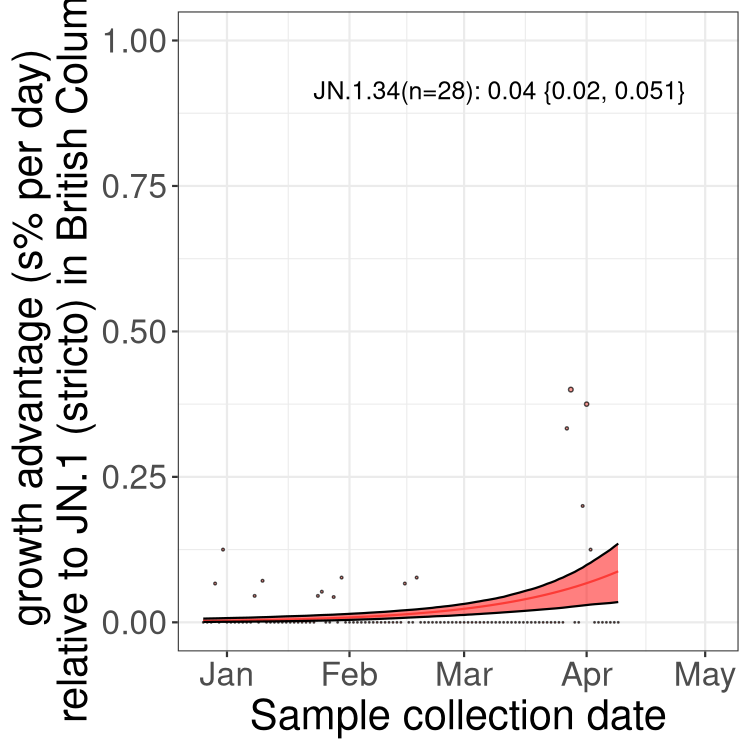 growth advantage (s% per day)
relative to JN.1 (stricto) in British Colum
JN.1.34(n=28): 0.04 {0.02, 0.051}
1.00
0.75
0.50
0.25
0.00
Jan Feb Mar Apr May
Sample collection date